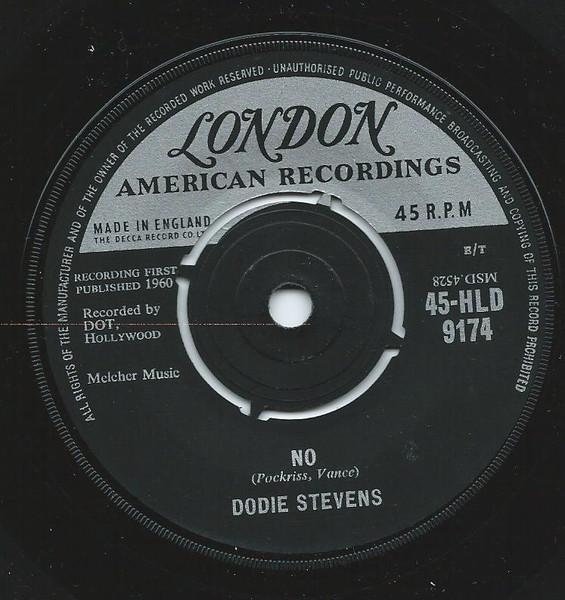 ALL RIGHTS OF THE MANUFACTURER AND OF THE OWNER OF THE RECORDED WORK RESERVED · UNAUTHORISED PUBLIC PERFORMANCE BROADCASTING AND COPYING OF THIS RECORD PROHIBITED
LONDON
AMERICAN RECORDINGS
MADE IN ENGLAND
THE DECCA RECORD CO. LT
45 R.P.M
E/T
RECORDING FIRST
PUBLISHED 1960
MSD.4528
Recorded by
DOT,
HOLLYWOOD
45-HLD
9174
Melcher Music
NO
(Pockriss, Vance)
DODIE STEVENS